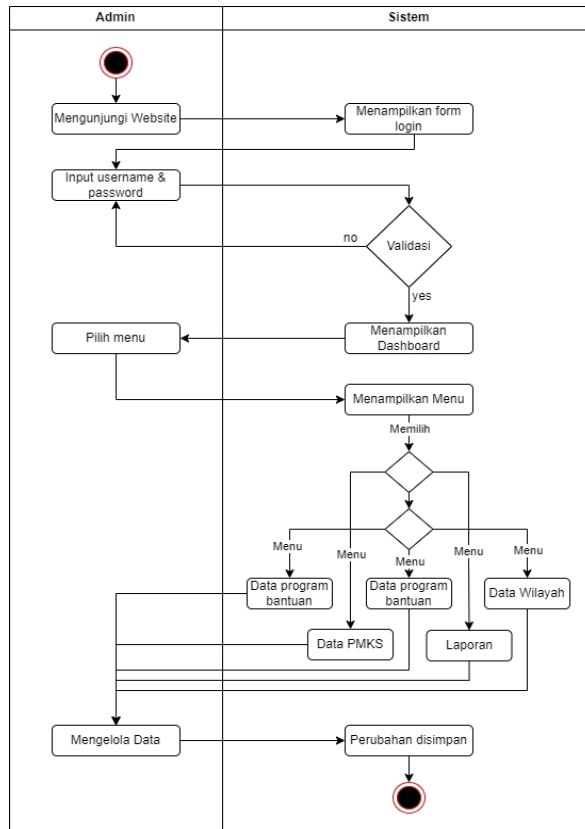 Admin
Sistem
Mengunjungi Website
Menampilkan form
login
Input username &
password
no
Validasi
yes
Pilih menu
Menampilkan
Dashboard
Menampilkan Menu
Memilih
Menu
Menu
Menu
Menu
Menu
Data program
bantuan
Data program
bantuan
Data Wilayah
Data PMKS
Laporan
Mengelola Data
Perubahan disimpan